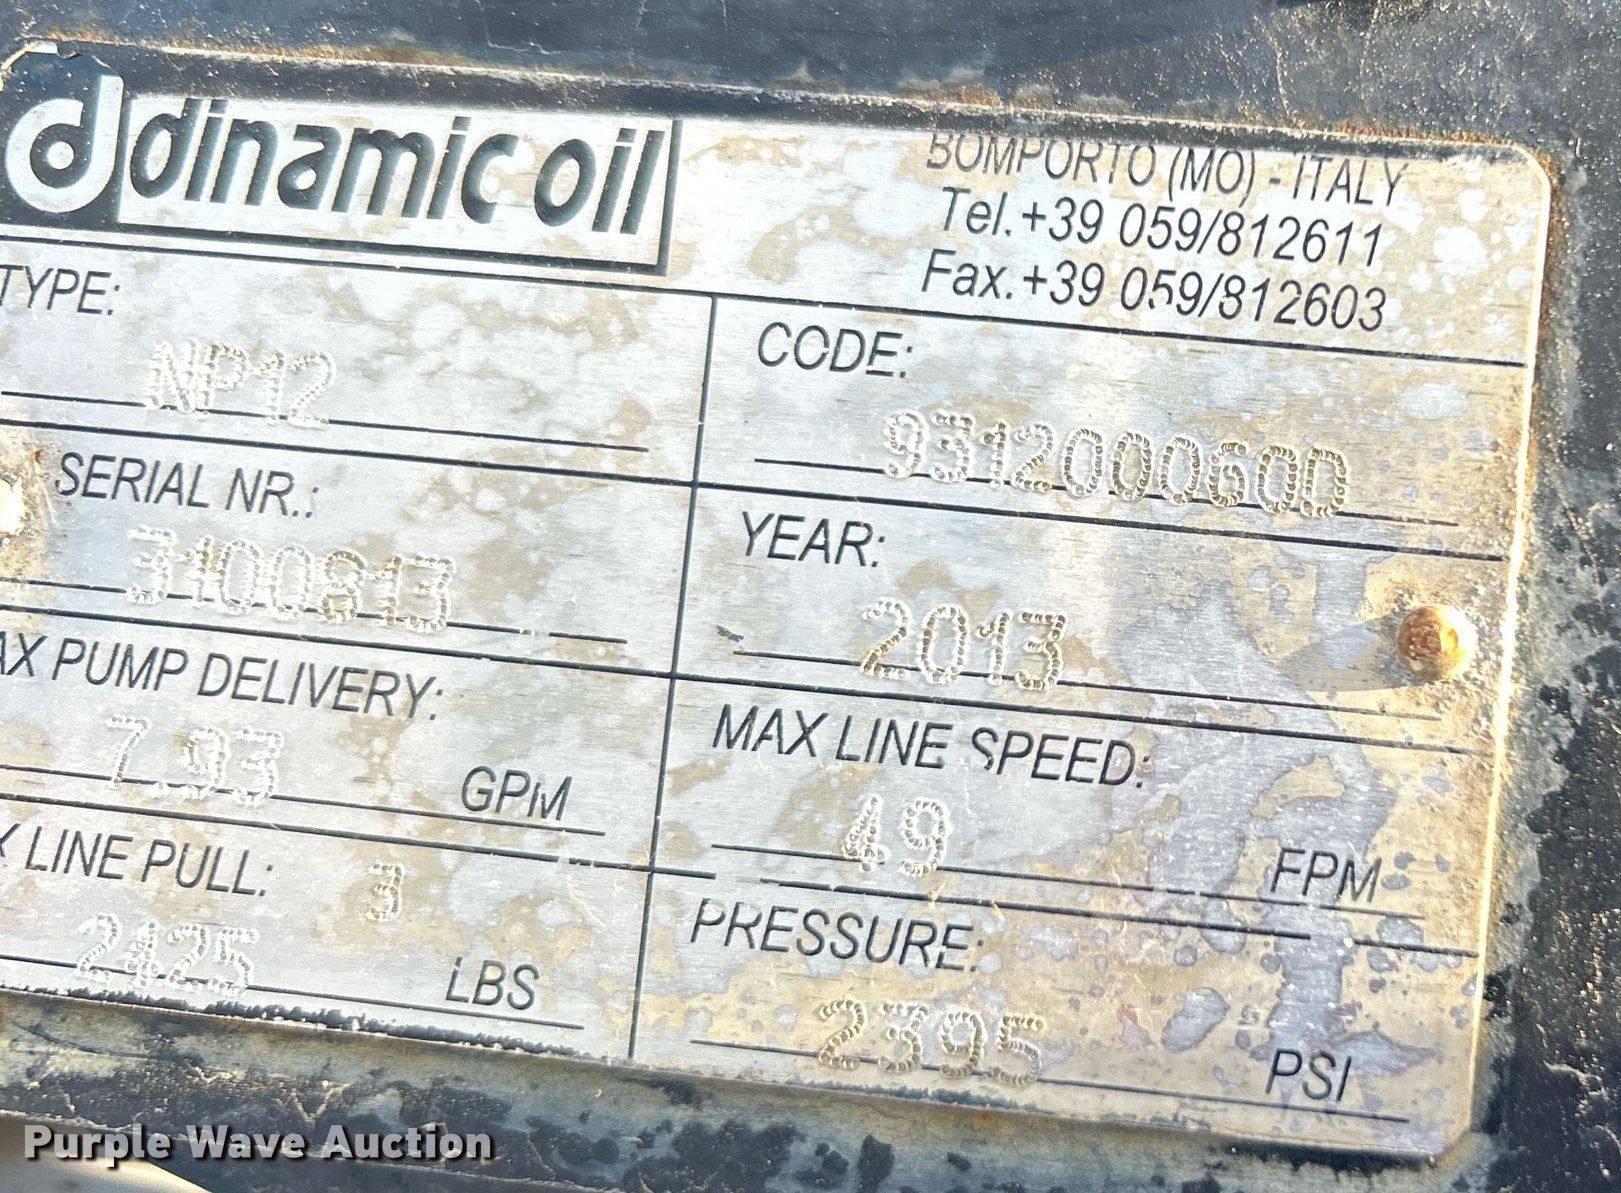 dinamic oil
BOMPORTO (MO) - ITALY
Tel.+39 059/812611
Fax.+39 059/812603
TYPE:
NP12
CODE:
9312000G0D
SERIAL NR.:
3100813
YEAR:
2013
AX PUMP DELIVERY:
7.93 GPM
MAX LINE SPEED:
49 FPM
X LINE PULL: 3
2425 LBS
PRESSURE:
2395 PSI
Purple Wave Auction